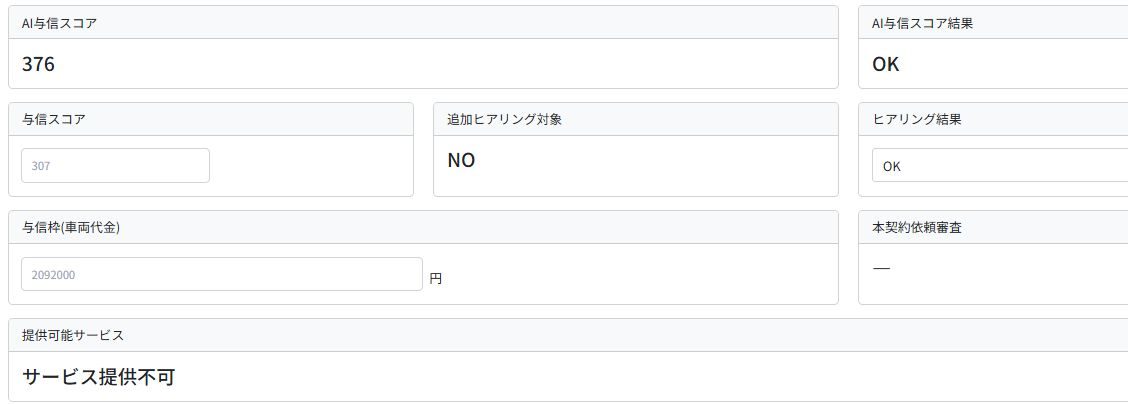 AI与信スコア
376
AI与信スコア結果
OK
与信スコア
307
追加ヒアリング対象
NO
ヒアリング結果
OK
与信枠(車両代金)
2092000
円
本契約依頼審査
—
提供可能サービス
サービス提供不可